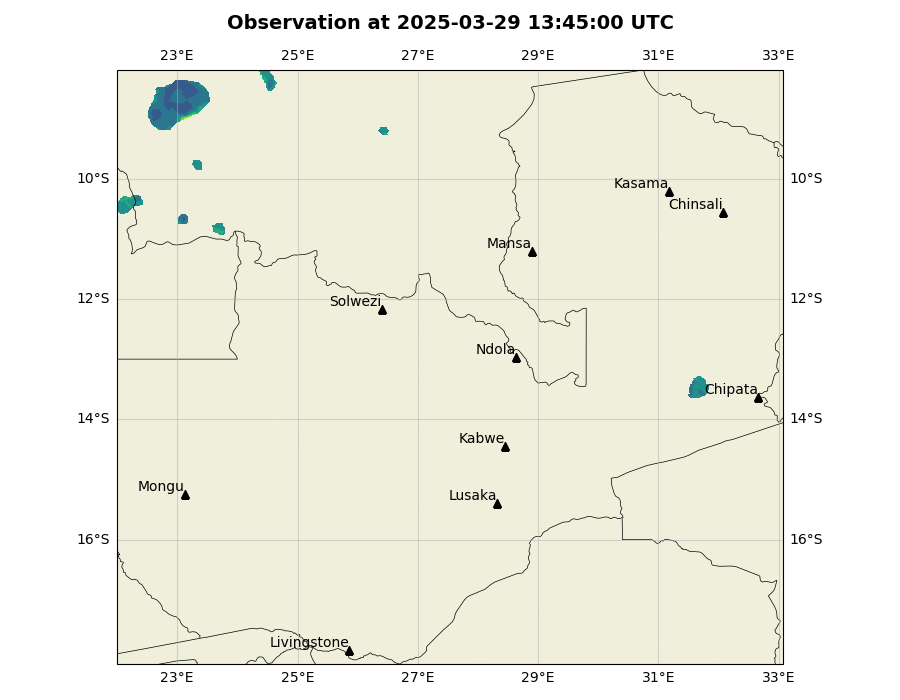 Observation at 2025-03-29 13:45:00 UTC
23°E 25°E 27°E 29°E 31°E 33°E
10°S 10°S
Kasama
Chinsali
Mansa
12°S 12°S
Solwezi
Ndola
Chipata
14°S 14°S
Kabwe
Mongu
Lusaka
16°S 16°S
Livingstone
23°E 25°E 27°E 29°E 31°E 33°E